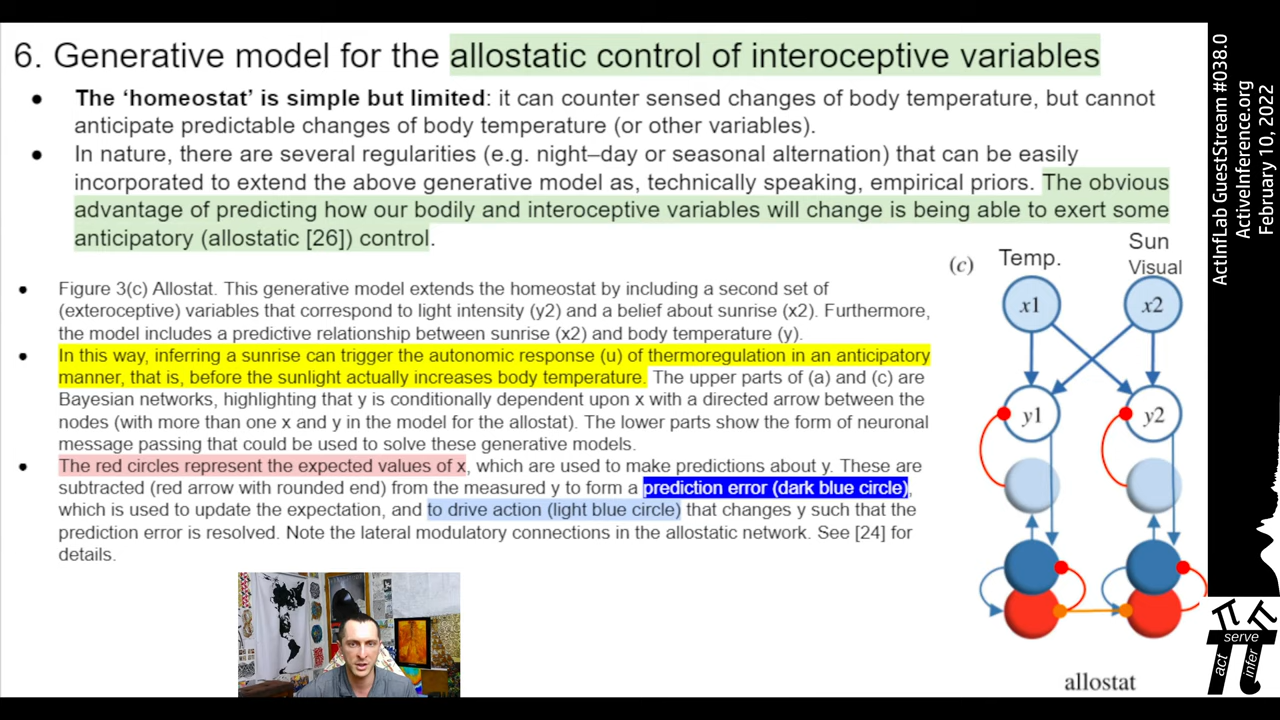 6. Generative model for the allostatic control of interoceptive variables
● The ‘homeostat’ is simple but limited: it can counter sensed changes of body temperature, but cannot
anticipate predictable changes of body temperature (or other variables).
● In nature, there are several regularities (e.g. night–day or seasonal alternation) that can be easily
incorporated to extend the above generative model as, technically speaking, empirical priors. The obvious
advantage of predicting how our bodily and interoceptive variables will change is being able to exert some
anticipatory (allostatic [26]) control.
● Figure 3(c) Allostat. This generative model extends the homeostat by including a second set of
(exteroceptive) variables that correspond to light intensity (y2) and a belief about sunrise (x2). Furthermore,
the model includes a predictive relationship between sunrise (x2) and body temperature (y).
● In this way, inferring a sunrise can trigger the autonomic response (u) of thermoregulation in an anticipatory
manner, that is, before the sunlight actually increases body temperature. The upper parts of (a) and (c) are
Bayesian networks, highlighting that y is conditionally dependent upon x with a directed arrow between the
nodes (with more than one x and y in the model for the allostat). The lower parts show the form of neuronal
message passing that could be used to solve these generative models.
● The red circles represent the expected values of x, which are used to make predictions about y. These are
subtracted (red arrow with rounded end) from the measured y to form a prediction error (dark blue circle),
which is used to update the expectation, and to drive action (light blue circle) that changes y such that the
prediction error is resolved. Note the lateral modulatory connections in the allostatic network. See [24] for
details.
(c)
Temp.
Sun
Visual
x1
x2
y1
y2
allostat
ActInfLab GuestStream #038.0
ActiveInference.org
February 10, 2022
act
serve
infer